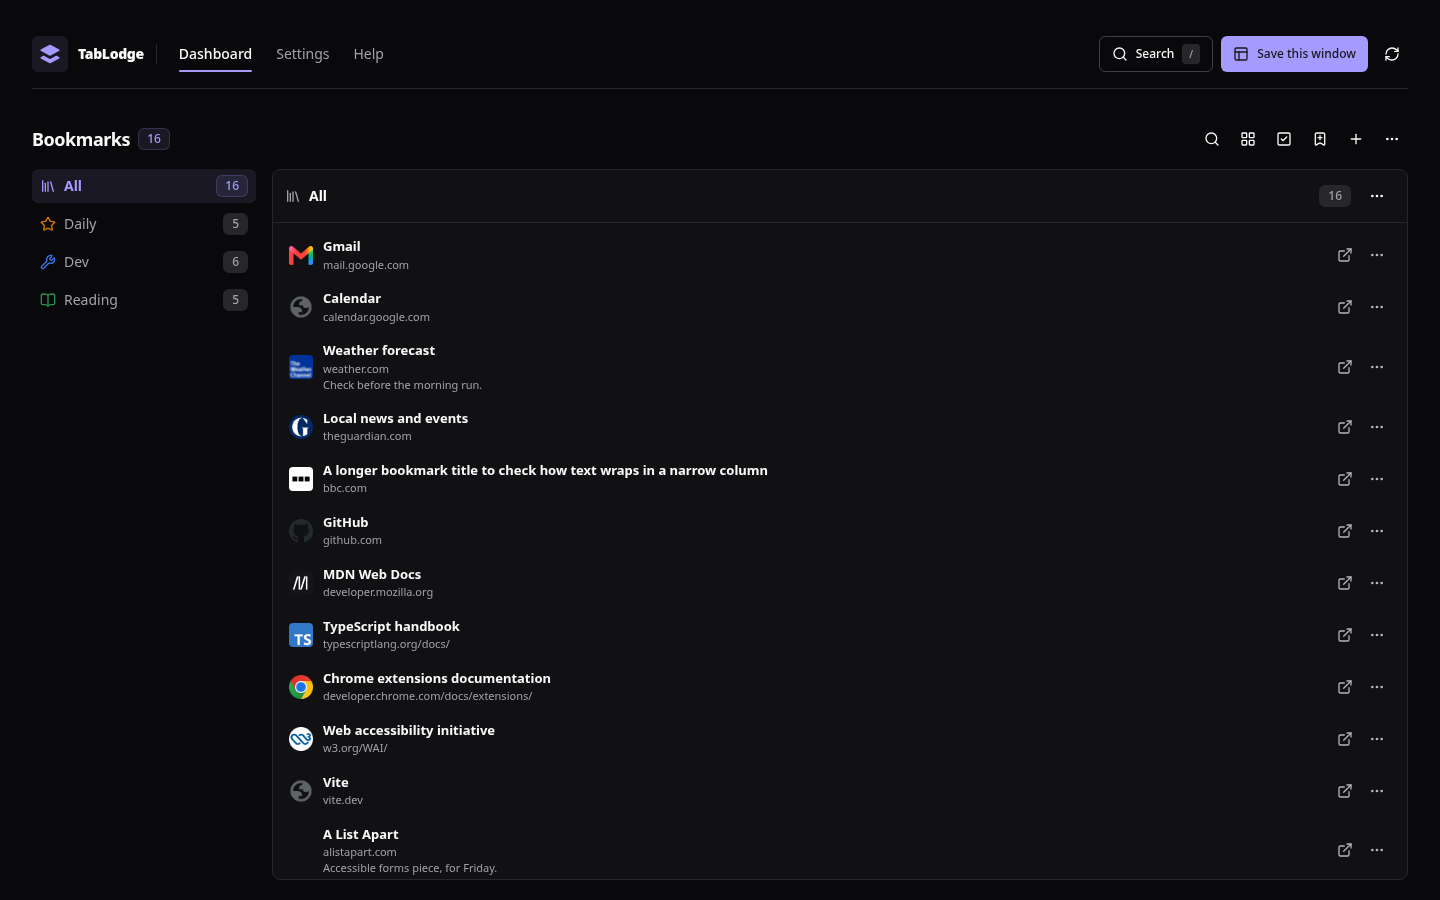 TabLodge
Dashboard
Settings
Help
Search /
Save this window
Bookmarks 16
All 16
Daily 5
Dev 6
Reading 5
All 16
Gmail
mail.google.com
Calendar
calendar.google.com
The
Weather
Channel
Weather forecast
weather.com
Check before the morning run.
G
Local news and events
theguardian.com
A longer bookmark title to check how text wraps in a narrow column
bbc.com
GitHub
github.com
MDN Web Docs
developer.mozilla.org
TS
TypeScript handbook
typescriptlang.org/docs/
Chrome extensions documentation
developer.chrome.com/docs/extensions/
Web accessibility initiative
w3.org/WAI/
Vite
vite.dev
A List Apart
alistapart.com
Accessible forms piece, for Friday.